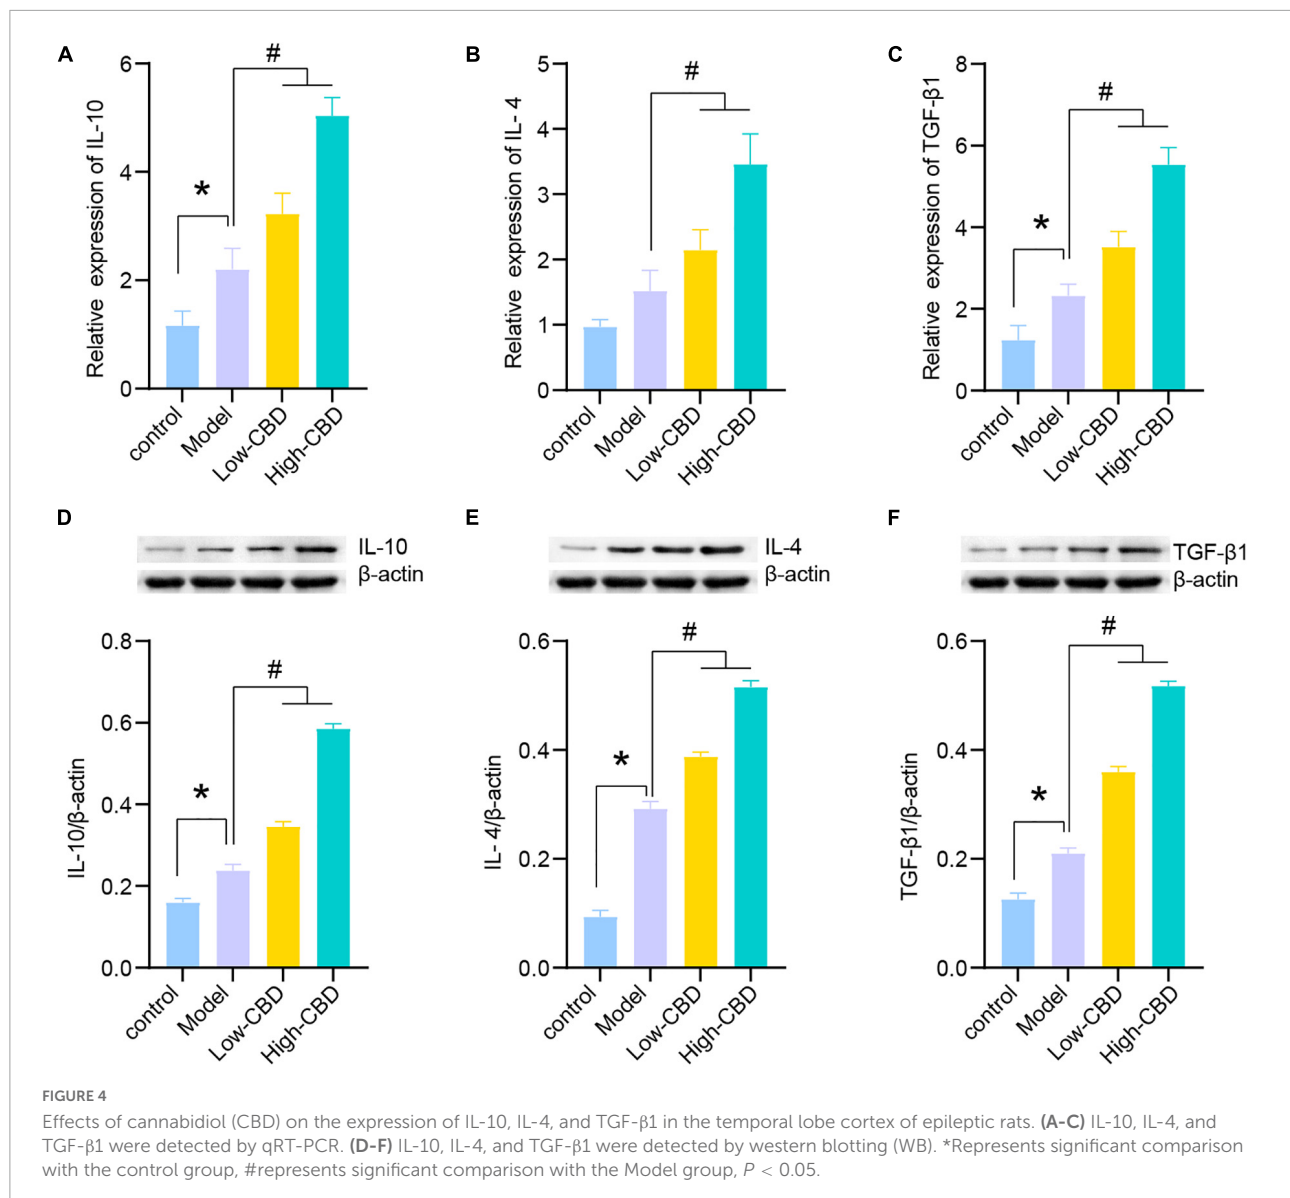 A
#
6
4
2
0
*
Relative expression of IL-10
control
Model
Low-CBD
High-CBD
B
#
5
4
3
2
1
0
Relative expression of IL- 4
control
Model
Low-CBD
High-CBD
C
#
8
6
4
2
0
*
Relative expression of TGF-β1
control
Model
Low-CBD
High-CBD
D
IL-10
β-actin
0.8
0.6
0.4
0.2
0.0
#
*
IL-10/β-actin
control
Model
Low-CBD
High-CBD
E
IL-4
β-actin
0.6
0.4
0.2
0.0
#
*
IL- 4/β-actin
control
Model
Low-CBD
High-CBD
F
TGF-β1
β-actin
0.6
0.4
0.2
0.0
#
*
TGF-β1/β-actin
control
Model
Low-CBD
High-CBD
FIGURE 4
Effects of cannabidiol (CBD) on the expression of IL-10, IL-4, and TGF-β1 in the temporal lobe cortex of epileptic rats. (A-C) IL-10, IL-4, and
TGF-β1 were detected by qRT-PCR. (D-F) IL-10, IL-4, and TGF-β1 were detected by western blotting (WB). *Represents significant comparison
with the control group, #represents significant comparison with the Model group, P < 0.05.